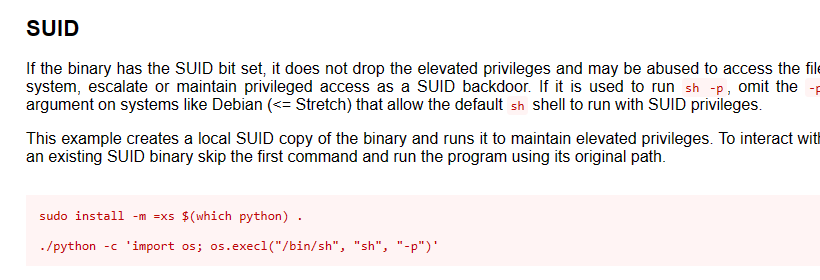 SUID
If the binary has the SUID bit set, it does not drop the elevated privileges and may be abused to access the
system, escalate or maintain privileged access as a SUID backdoor. If it is used to run sh -p, omit the
argument on systems like Debian (<= Stretch) that allow the default sh shell to run with SUID privileges.
This example creates a local SUID copy of the binary and runs it to maintain elevated privileges. To interact
an existing SUID binary skip the first command and run the program using its original path.
sudo install -m =xs $(which python) .
./python -c 'import os; os.execl("/bin/sh", "sh", "-p")'